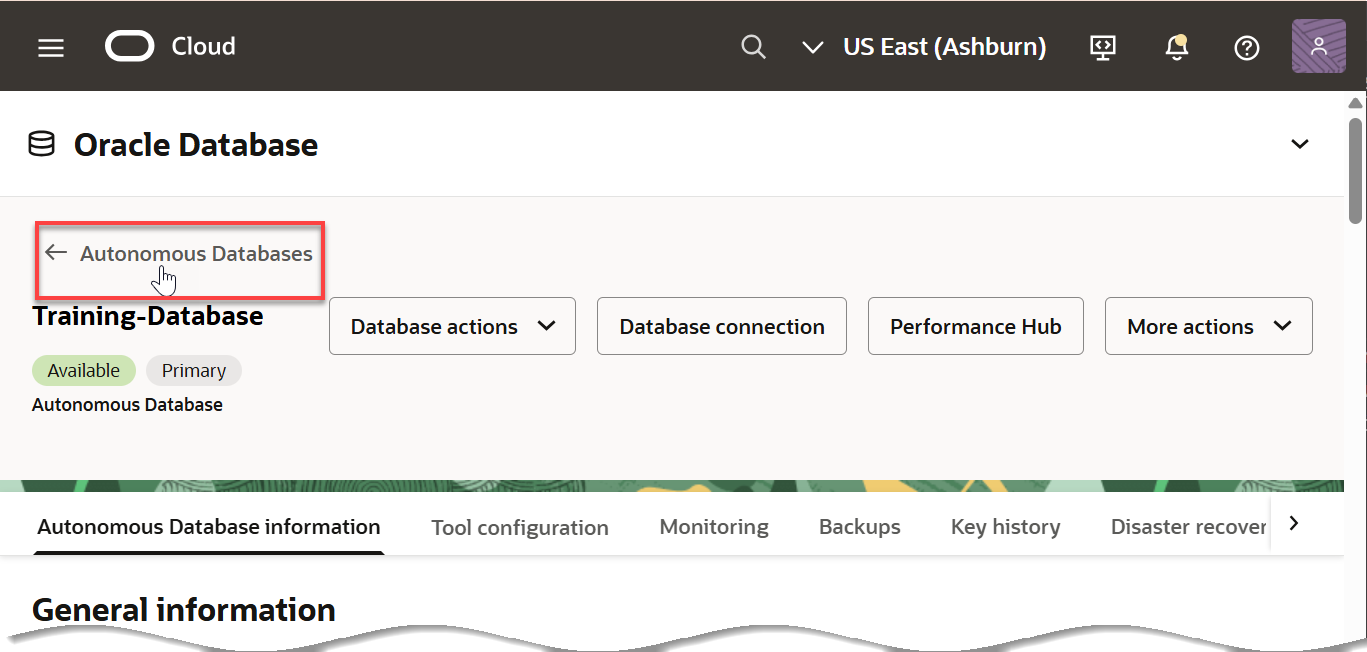 Cloud
US East (Ashburn)
Oracle Database
Autonomous Databases
Training-Database
Database actions
Database connection
Performance Hub
More actions
Available
Primary
Autonomous Database
Autonomous Database information
Tool configuration
Monitoring
Backups
Key history
Disaster recover
General information